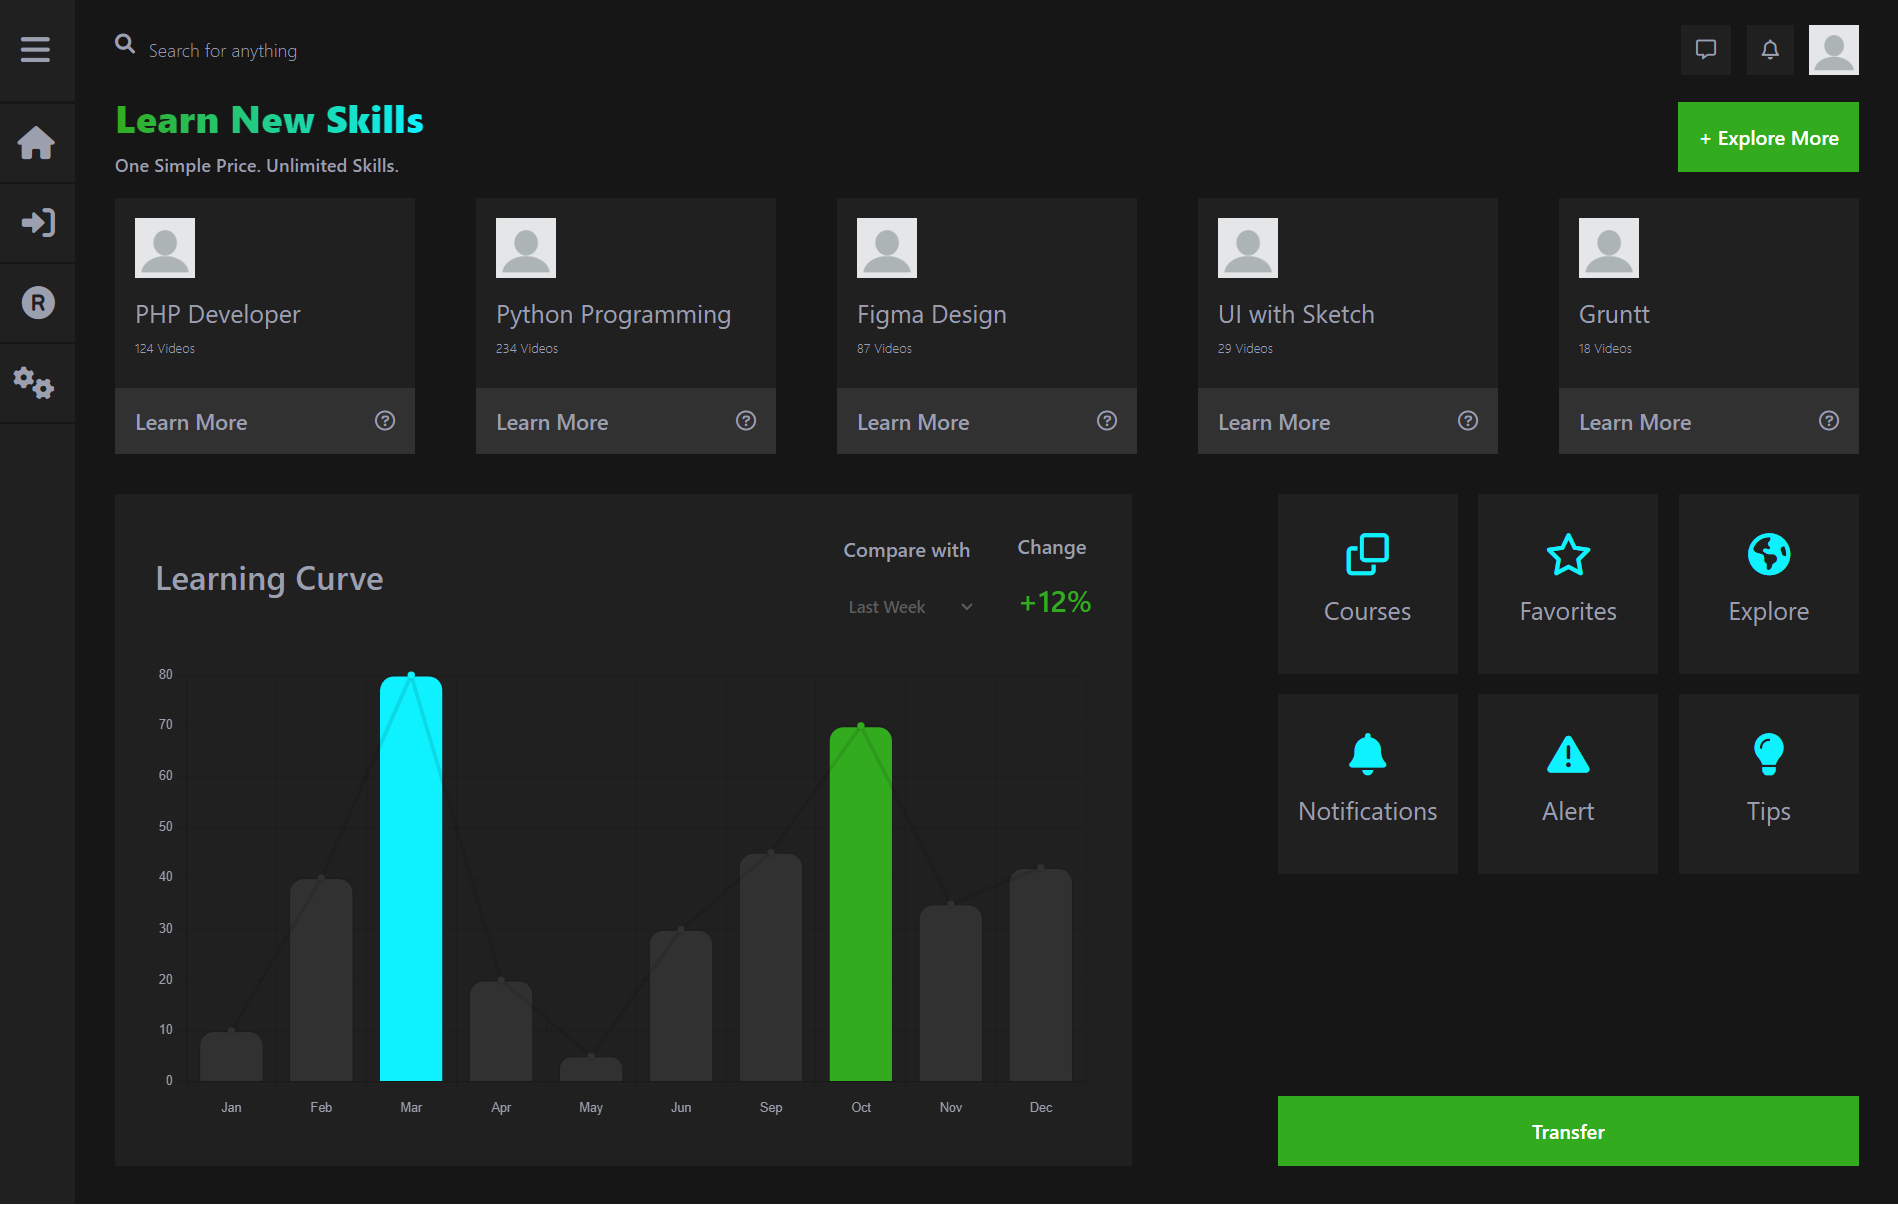 Search for anything
Learn New Skills
One Simple Price. Unlimited Skills.
+ Explore More
PHP Developer
124 Videos
Learn More
Python Programming
234 Videos
Learn More
Figma Design
87 Videos
Learn More
UI with Sketch
29 Videos
Learn More
Gruntt
18 Videos
Learn More
Learning Curve
Compare with
Last Week
Change
+12%
80
70
60
50
40
30
20
10
0
Jan
Feb
Mar
Apr
May
Jun
Sep
Oct
Nov
Dec
Courses
Favorites
Explore
Notifications
Alert
Tips
Transfer
R